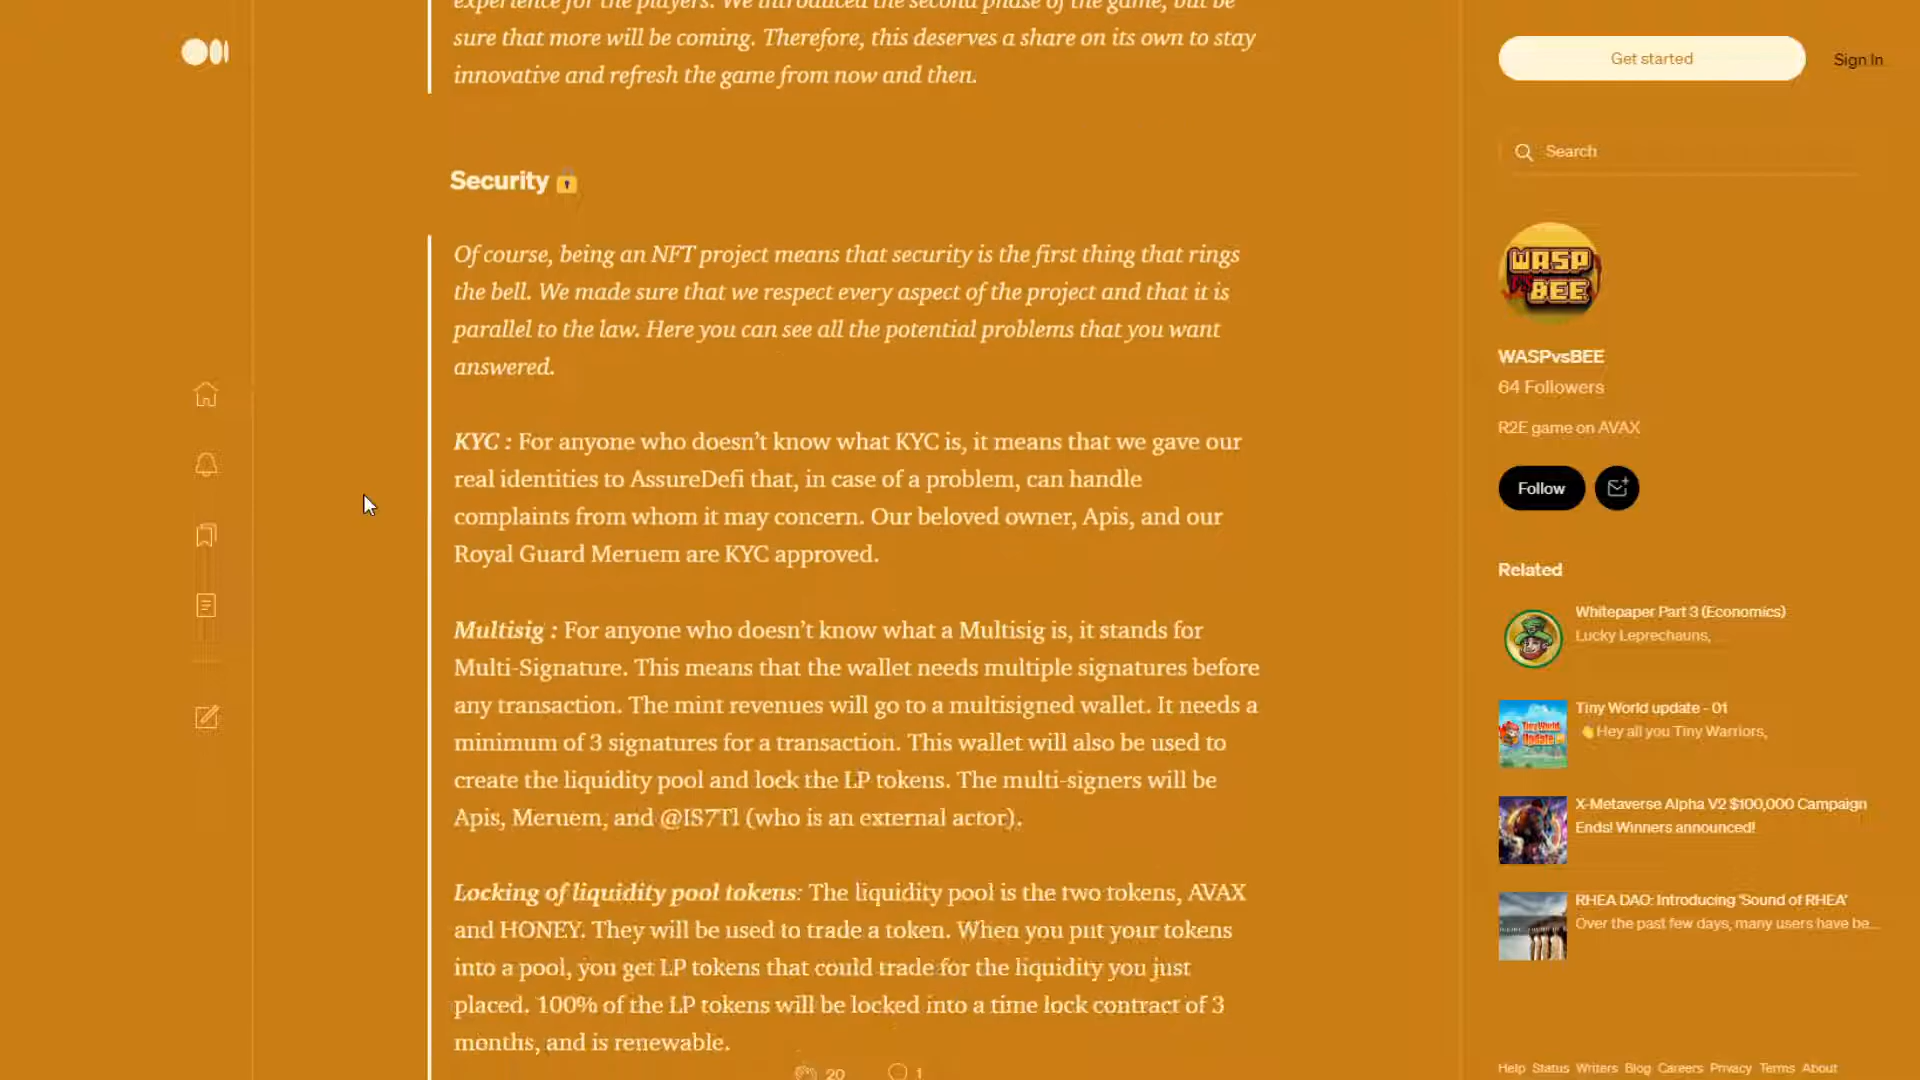 experience for the players. We introduced the second phase of the game, but be
sure that more will be coming. Therefore, this deserves a share on its own to stay
innovative and refresh the game from now and then.
Security
Of course, being an NFT project means that security is the first thing that rings
the bell. We made sure that we respect every aspect of the project and that it is
parallel to the law. Here you can see all the potential problems that you want
answered.
KYC : For anyone who doesn’t know what KYC is, it means that we gave our
real identities to AssureDefi that, in case of a problem, can handle
complaints from whom it may concern. Our beloved owner, Apis, and our
Royal Guard Meruem are KYC approved.
Multisig : For anyone who doesn’t know what a Multisig is, it stands for
Multi-Signature. This means that the wallet needs multiple signatures before
any transaction. The mint revenues will go to a multisigned wallet. It needs a
minimum of 3 signatures for a transaction. This wallet will also be used to
create the liquidity pool and lock the LP tokens. The multi-signers will be
Apis, Meruem, and @IS7Tl (who is an external actor).
Locking of liquidity pool tokens: The liquidity pool is the two tokens, AVAX
and HONEY. They will be used to trade a token. When you put your tokens
into a pool, you get LP tokens that could trade for the liquidity you just
placed. 100% of the LP tokens will be locked into a time lock contract of 3
months, and is renewable.
20 1
Get started Sign In
Search
WASP
VS
BEE
WASPvsBEE
64 Followers
R2E game on AVAX
Follow
Related
Whitepaper Part 3 (Economics)
Lucky Leprechauns,
Tiny World update - 01
Hey all you Tiny Warriors,
Tiny World
Update
X-Metaverse Alpha V2 $100,000 Campaign
Ends! Winners announced!
RHEA DAO: Introducing ‘Sound of RHEA’
Over the past few days, many users have be...
Help Status Writers Blog Careers Privacy Terms About